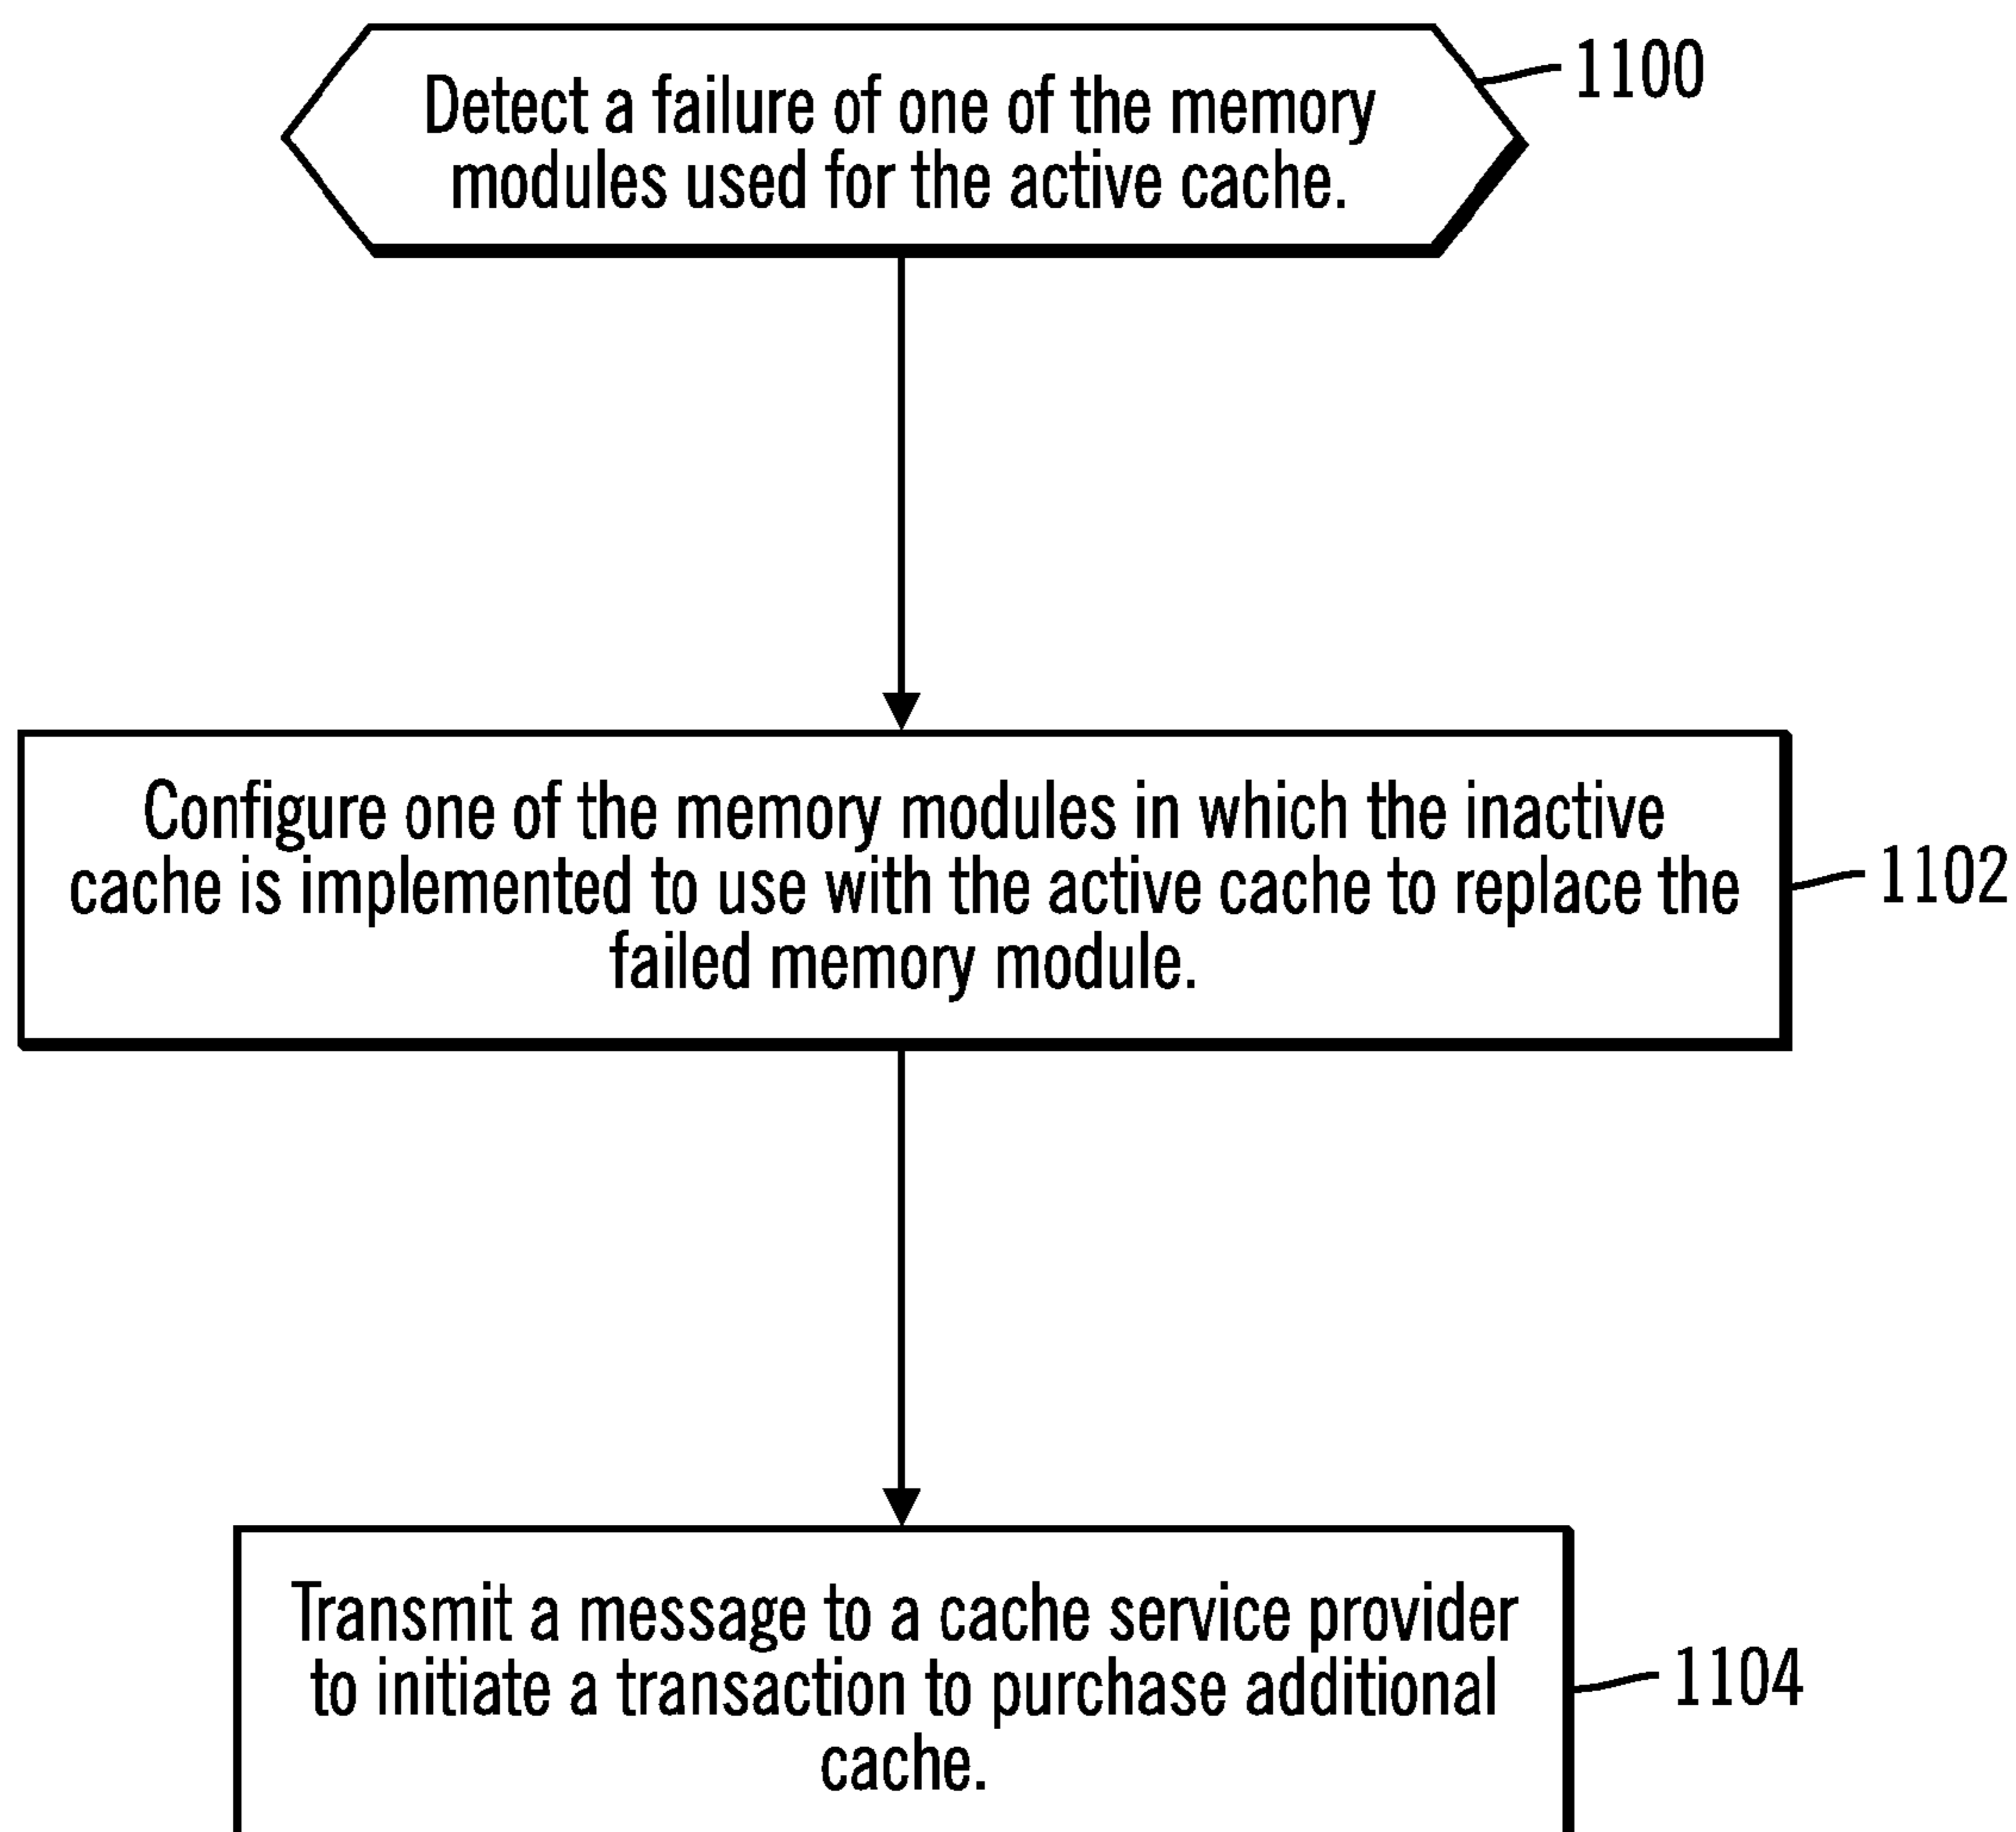 Detect a failure of one of the memory
modules used for the active cache.
1100
Configure one of the memory modules in which the inactive
cache is implemented to use with the active cache to replace the
failed memory module.
1102
Transmit a message to a cache service provider
to initiate a transaction to purchase additional
cache.
1104